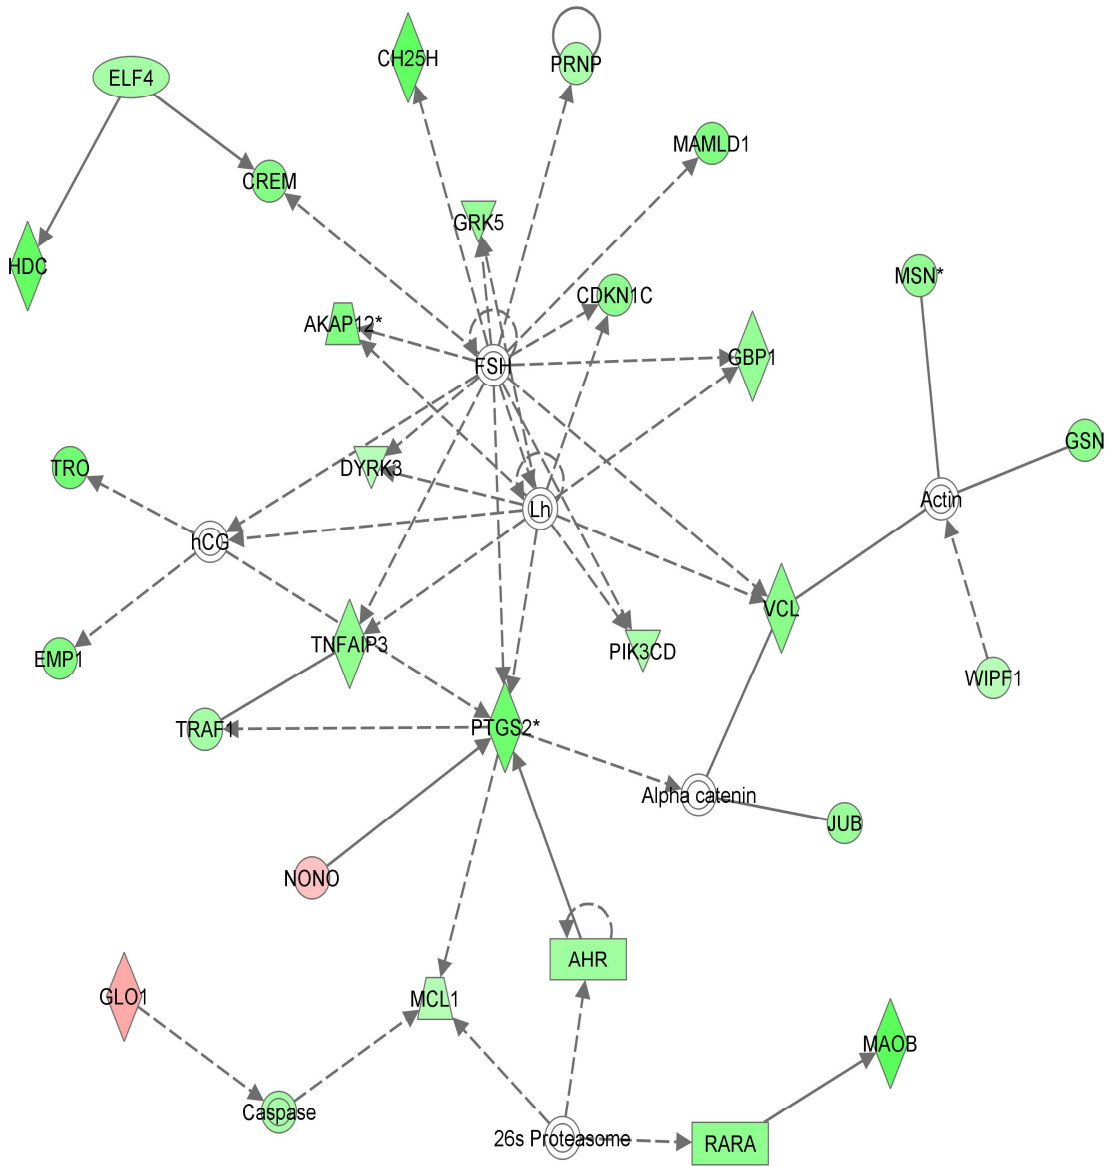 CH25H
PRNP
ELF4
MAMLD1
CREM
GRK5
HDC
MSN*
CDKN1C
AKAP12*
GBP1
FSH
GSN
TRO
DYRK3
Actin
Lh
hCG
VCL
TNFAIP3
PIK3CD
EMP1
WIPF1
TRAF1
PTGS2*
Alpha catenin
JUB
NONO
AHR
GLO1
MCL1
MAOB
Caspase
26s Proteasome
RARA